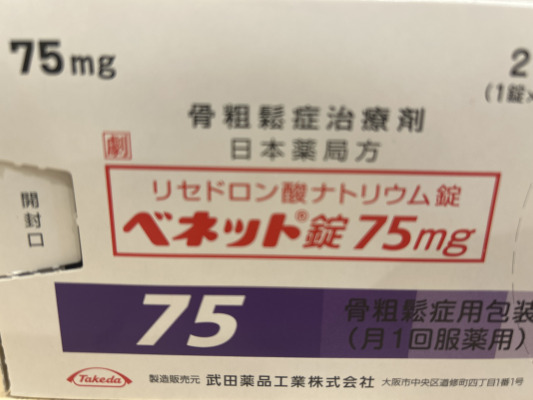 75mg
2
(1錠×
骨粗鬆症治療剤
劇
日本薬局方
リセドロン酸ナトリウム錠
ベネット®錠75mg
開封口
75
骨粗鬆症用包装
(月1回服薬用)
Takeda
製造販売元 武田薬品工業株式会社 大阪市中央区道修町四丁目1番1号